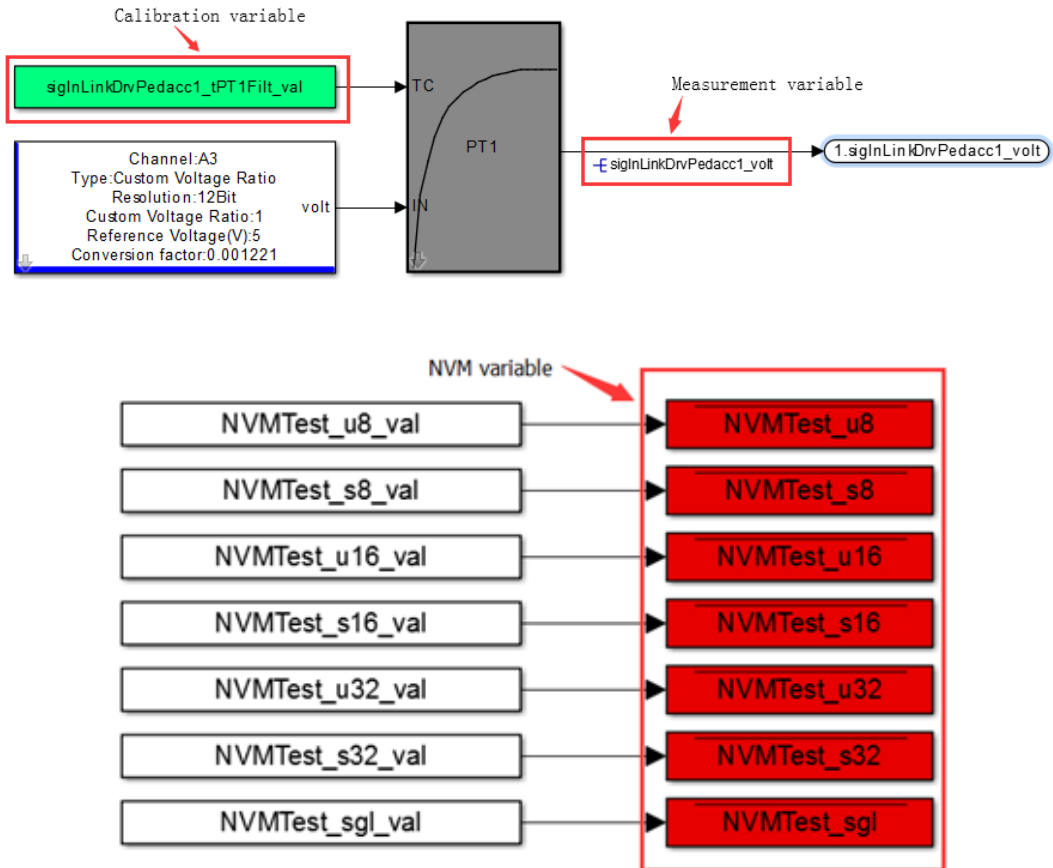 Calibration variable
sigInLinkDrvPedacc1_tPT1Filt_val
TC
Measurement variable
PT1
sigInLinkDrvPedacc1_volt
1.sigInLinkDrvPedacc1_volt
Channel:A3
Type:Custom Voltage Ratio
Resolution:12Bit
Custom Voltage Ratio:1
Reference Voltage(V):5
Conversion factor:0.001221
volt
IN
NVM variable
NVMTest_u8_val
NVMTest_u8
NVMTest_s8_val
NVMTest_s8
NVMTest_u16_val
NVMTest_u16
NVMTest_s16_val
NVMTest_s16
NVMTest_u32_val
NVMTest_u32
NVMTest_s32_val
NVMTest_s32
NVMTest_sgl_val
NVMTest_sgl